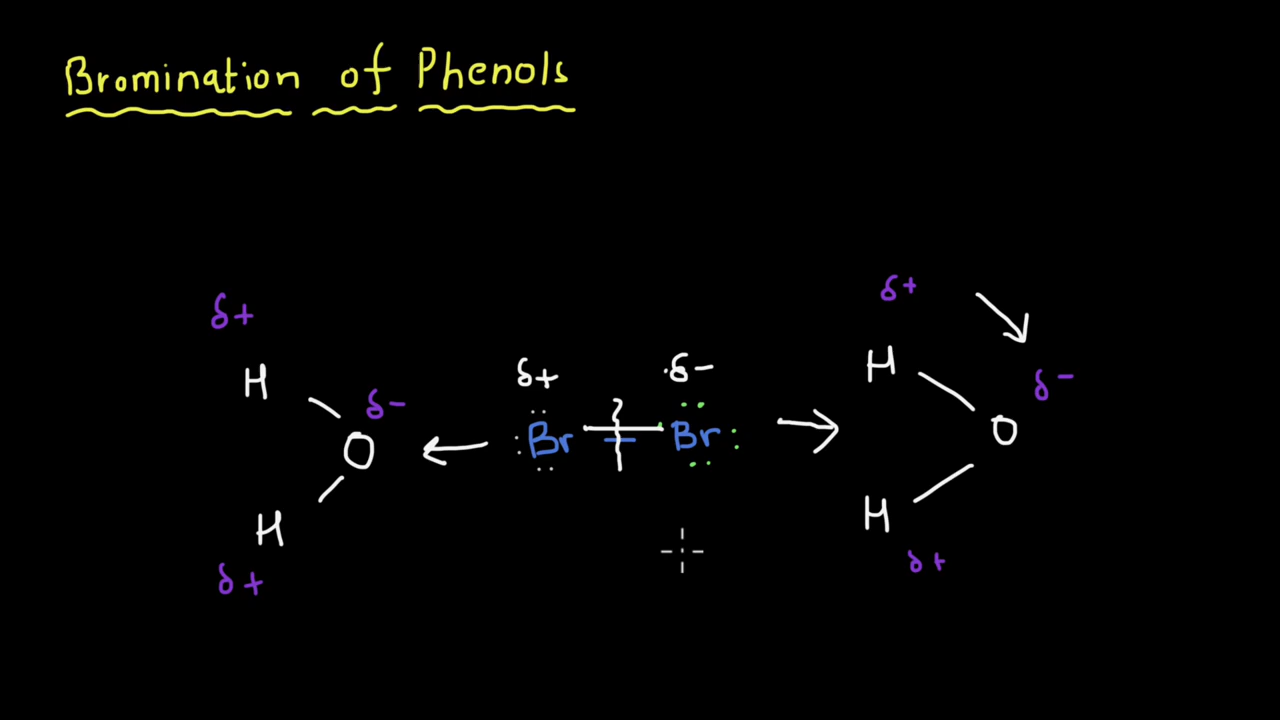 Bromination of Phenols
δ+ δ+
H H
δ+ δ-
δ- δ-
O Br Br O
H H
δ+ δ+